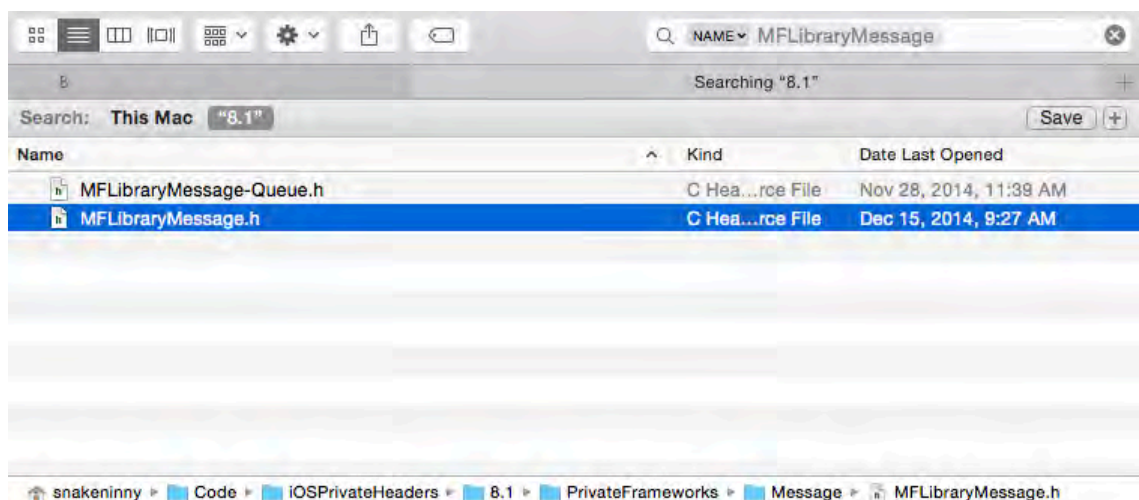 NAME MFLibraryMessage
8 Searching "8.1"
Search: This Mac "8.1" Save +
Name Kind Date Last Opened
MFLibraryMessage-Queue.h C Hea...rce File Nov 28, 2014, 11:39 AM
MFLibraryMessage.h C Hea...rce File Dec 15, 2014, 9:27 AM
snakeninny Code iOSPrivateHeaders 8.1 PrivateFrameworks Message MFLibraryMessage.h